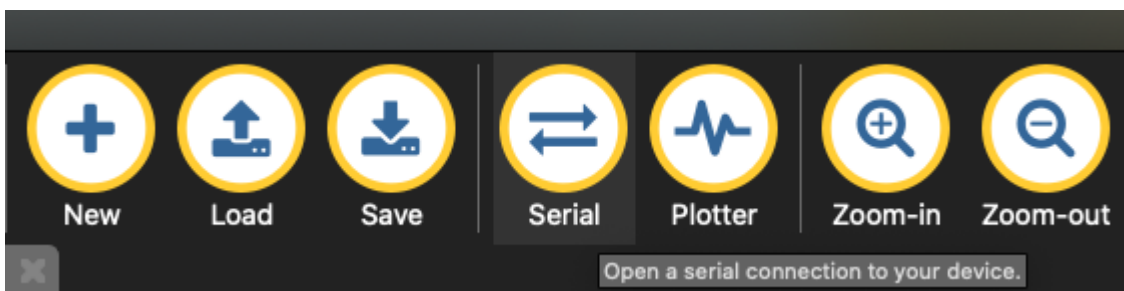 New Load Save Serial Plotter Zoom-in Zoom-out
Open a serial connection to your device.